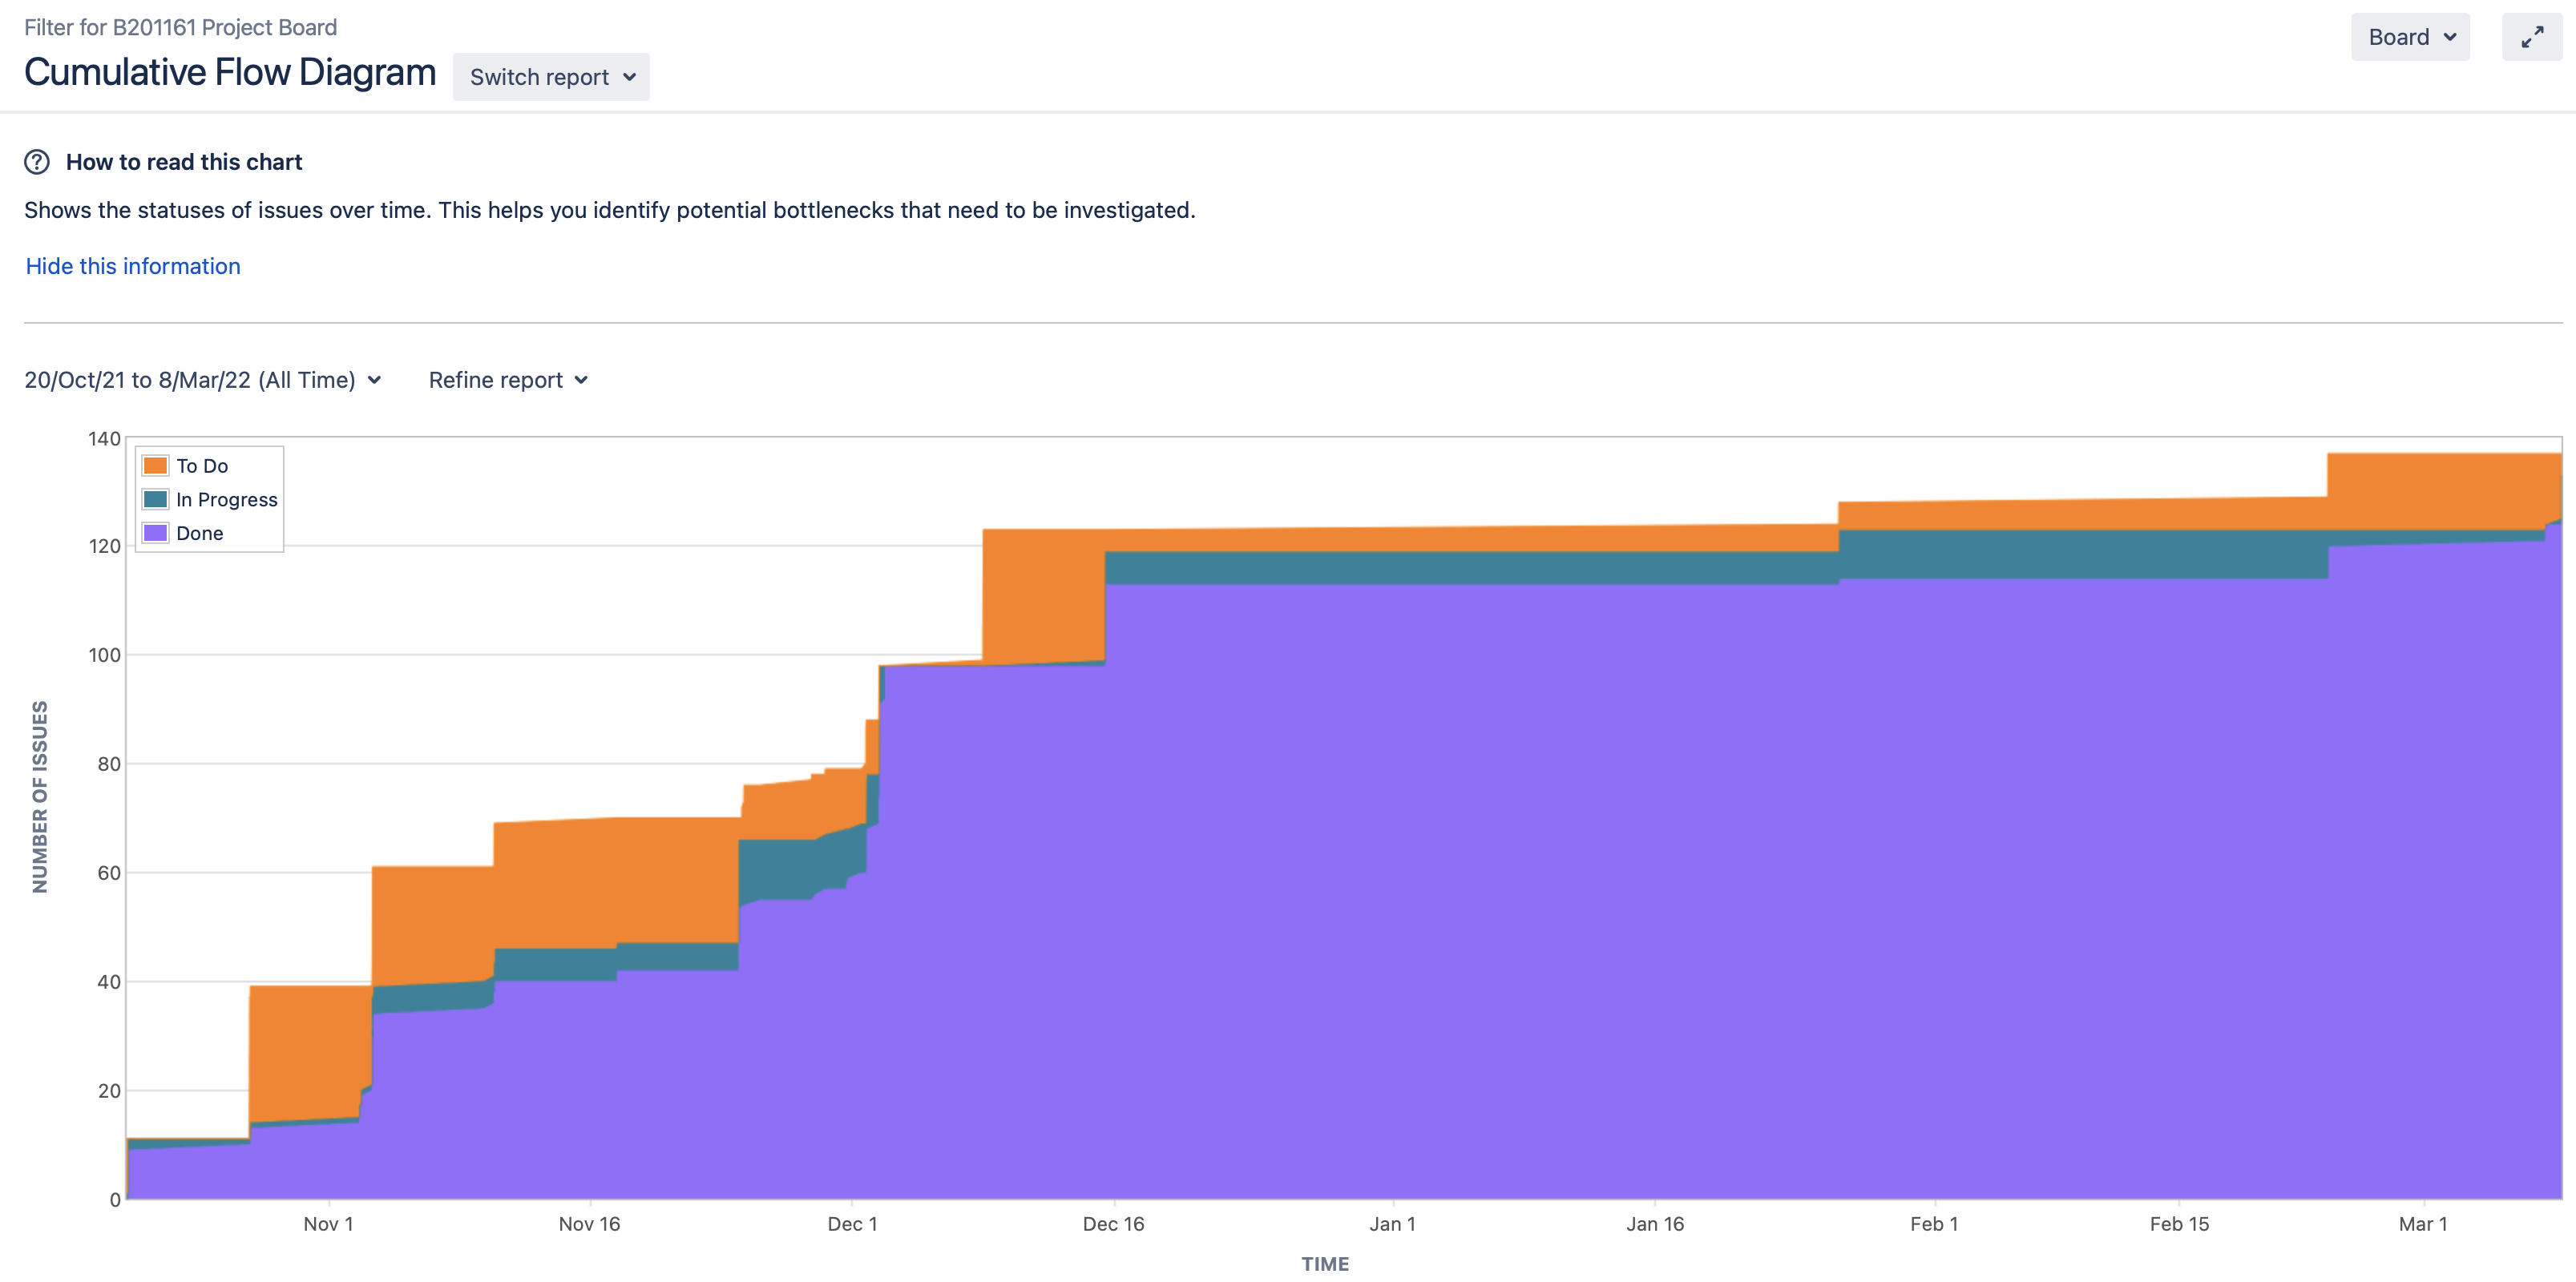 Filter for B201161 Project Board
Cumulative Flow Diagram
Switch report
Board
How to read this chart
Shows the statuses of issues over time. This helps you identify potential bottlenecks that need to be investigated.
Hide this information
20/Oct/21 to 8/Mar/22 (All Time)
Refine report
To Do
In Progress
Done
140
120
100
80
60
40
20
0
NUMBER OF ISSUES
Nov 1
Nov 16
Dec 1
Dec 16
Jan 1
Jan 16
Feb 1
Feb 15
Mar 1
TIME